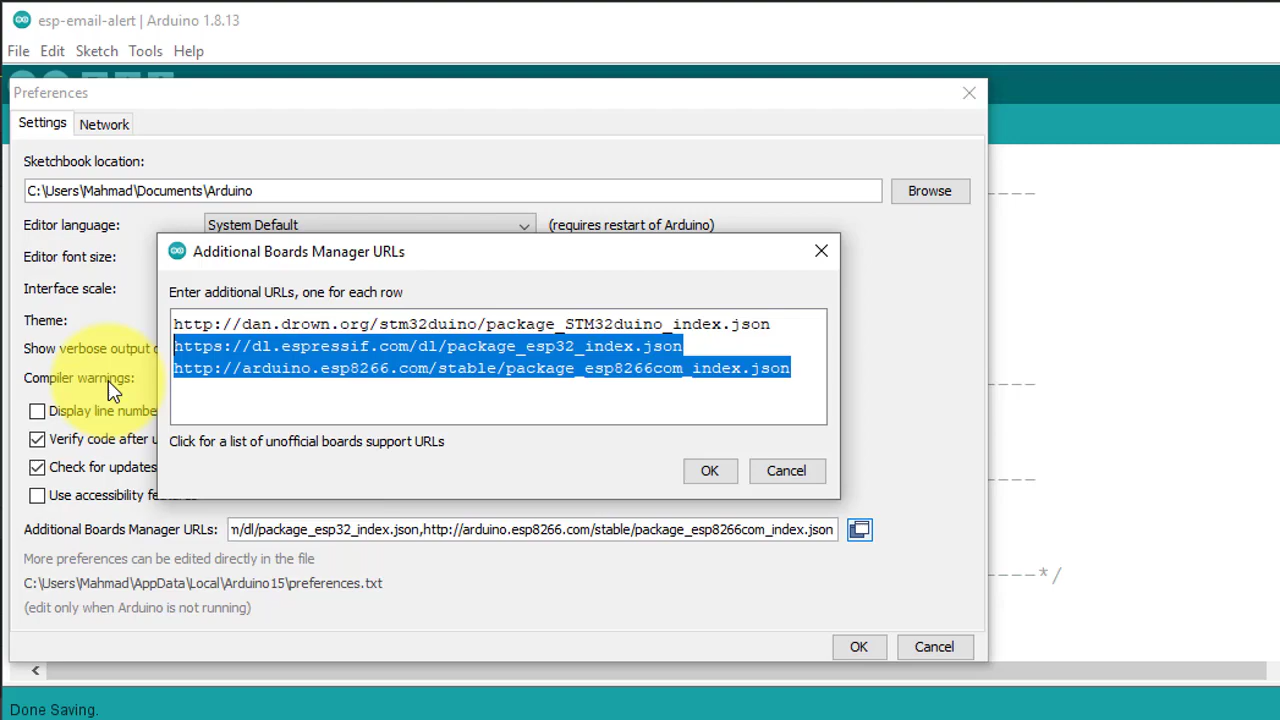 esp-email-alert | Arduino 1.8.13
File Edit Sketch Tools Help
Preferences
Settings Network
Sketchbook location:
C:\Users\Mahmad\Documents\Arduino Browse
Editor language: System Default (requires restart of Arduino)
Editor font size:
Additional Boards Manager URLs
Interface scale:
Enter additional URLs, one for each row
Theme:
http://dan.drown.org/stm32duino/package_STM32duino_index.json
Show verbose output
https://dl.espressif.com/dl/package_esp32_index.json
Compiler warnings:
http://arduino.esp8266.com/stable/package_esp8266com_index.json
Display line numbe
Verify code after u
Click for a list of unofficial boards support URLs
Check for updates
OK Cancel
Use accessibility
Additional Boards Manager URLs: m/dl/package_esp32_index.json,http://arduino.esp8266.com/stable/package_esp8266com_index.json
More preferences can be edited directly in the file
C:\Users\Mahmad\AppData\Local\Arduino15\preferences.txt
(edit only when Arduino is not running)
OK Cancel
----
----
----
----*/
Done Saving.